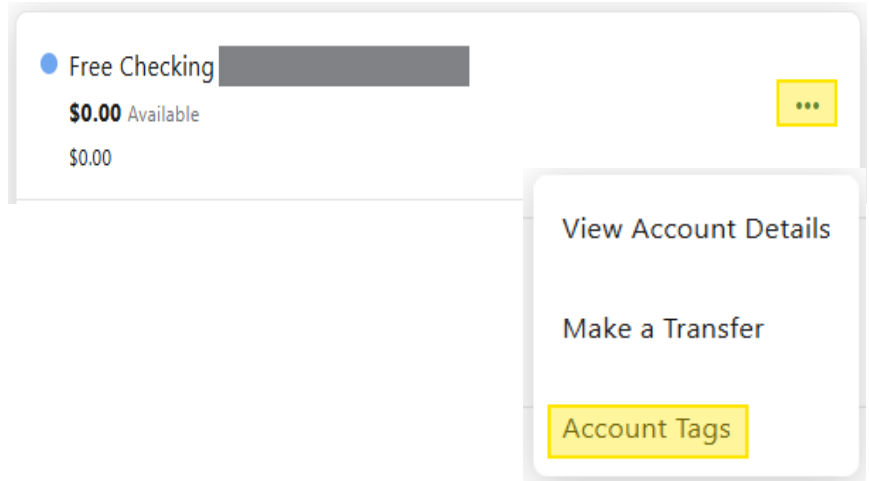 Free Checking
$0.00 Available
...
$0.00
View Account Details
Make a Transfer
Account Tags